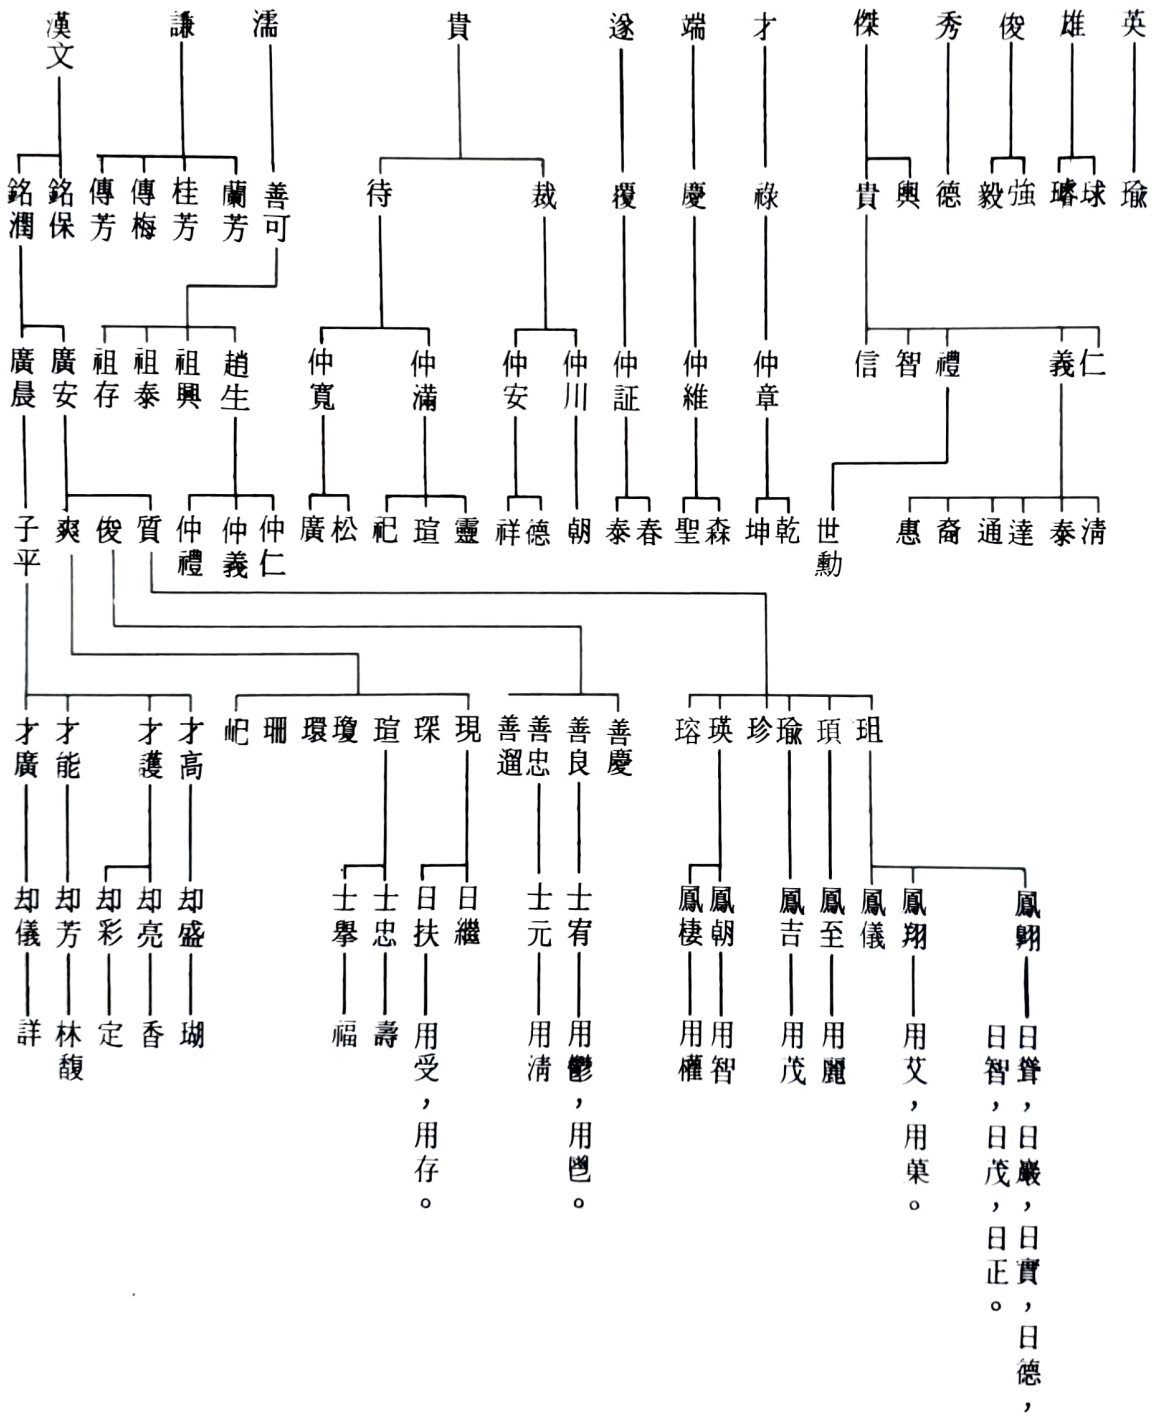 英
雄
俊
秀
傑
才
端
遂
貴
濡
謙
漢文
瑜
球
璿
強
毅
德
興
貴
祿
慶
覆
裁
待
善可
蘭芳
桂芳
傳梅
傳芳
銘保
銘潤
仁
義
禮
智
信
仲章
仲維
仲証
仲川
仲安
仲滿
仲寬
趙生
祖興
祖泰
祖存
廣安
廣晨
淸
泰
達
通
裔
惠
世勳
乾
坤
森
聖
春
泰
朝
德
祥
靈
瑄
祀
松
廣
仲仁
仲義
仲禮
質
俊
爽
子平
珇
頊
瑜
珍
瑛
瑢
善慶
善良
善忠
善遛
現
琛
瑄
瓊
環
珊
屺
才高
才護
才能
才廣
鳳翺
鳳翔
鳳儀
鳳至
鳳吉
鳳朝
鳳棲
士宥
士元
日繼
日扶
士忠
士擧
却盛
却亮
却彩
却芳
却儀
日聳，日巖，日實，日德，
日智，日茂，日正。
用艾，用菓。
用麗
用茂
用智
用權
用鬱，用鬯。
用淸
用受，用存。
壽
福
瑚
香
定
林馥
詳